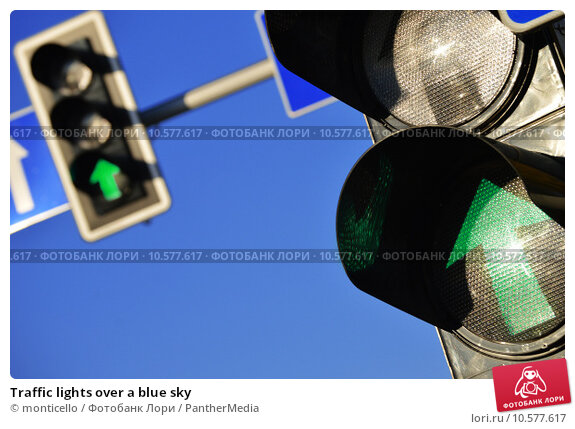 .617 · ФОТОБАНК ЛОРИ · 10.577.617 · ФОТОБАНК ЛОРИ · 10.577.617 · ФОТОБАНК ЛОРИ · 10.577.617
.617 · ФОТОБАНК ЛОРИ · 10.577.617 · ФОТОБАНК ЛОРИ · 10.577.617 · ФОТОБАНК ЛОРИ · 10.577.617
Traffic lights over a blue sky
© monticello / Фотобанк Лори / PantherMedia
ФОТОБАНК ЛОРИ
lori.ru / 10.577.617